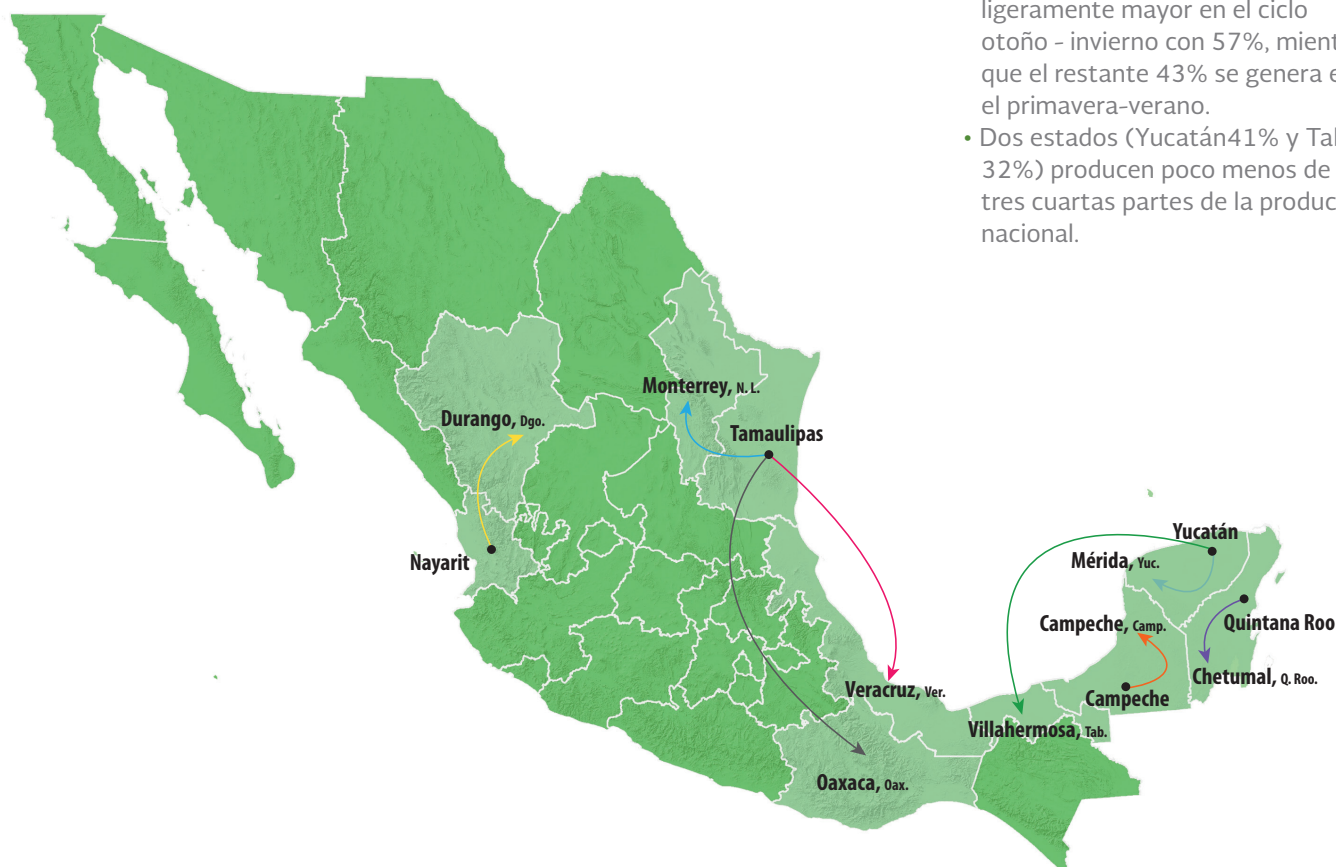 ligeramente mayor en el ciclo
otoño - invierno con 57%, mient
que el restante 43% se genera e
el primavera-verano.
• Dos estados (Yucatán41% y Tab
32%) producen poco menos de
tres cuartas partes de la produc
nacional.
Monterrey, N. L.
Durango, Dgo.
Tamaulipas
Nayarit
Yucatán
Mérida, Yuc.
Campeche, Camp.
Quintana Roo
Chetumal, Q. Roo.
Veracruz, Ver.
Campeche
Villahermosa, Tab.
Oaxaca, Oax.